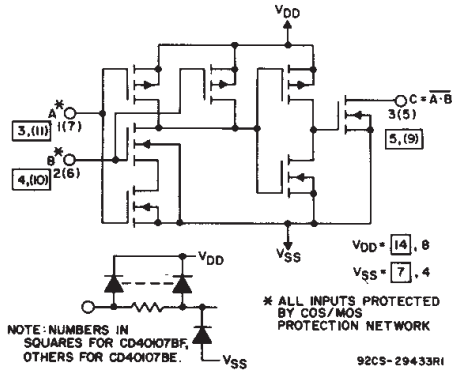 VDD
A*
1(7)
3,(11)
B*
2(6)
4,(10)
C = A·B
3(5)
5,(9)
VSS
VDD = 14, 8
VSS = 7, 4
* ALL INPUTS PROTECTED
BY COS/MOS
PROTECTION NETWORK
VDD
VSS
NOTE: NUMBERS IN
SQUARES FOR CD40107BF,
OTHERS FOR CD40107BE.
92CS-29433R1